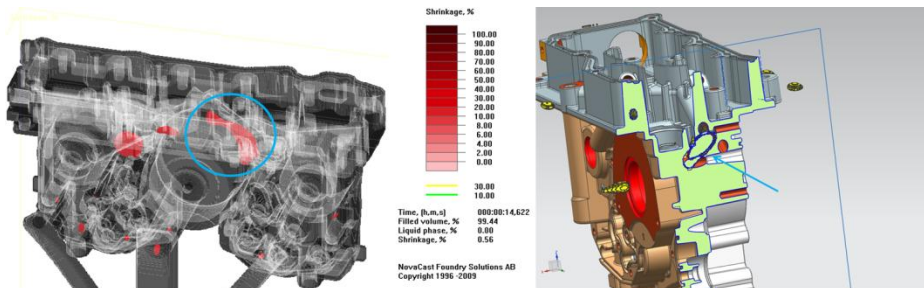 Shrinkage, %
100.00
90.00
80.00
70.00
60.00
50.00
40.00
30.00
20.00
10.00
8.00
6.00
4.00
2.00
0.00
30.00
10.00
Time, (h,m,s) 000:00:14,622
Filled volume, % 99.44
Liquid phase, % 0.00
Shrinkage, % 0.56
NovaCast Foundry Solutions AB
Copyright 1996 -2009